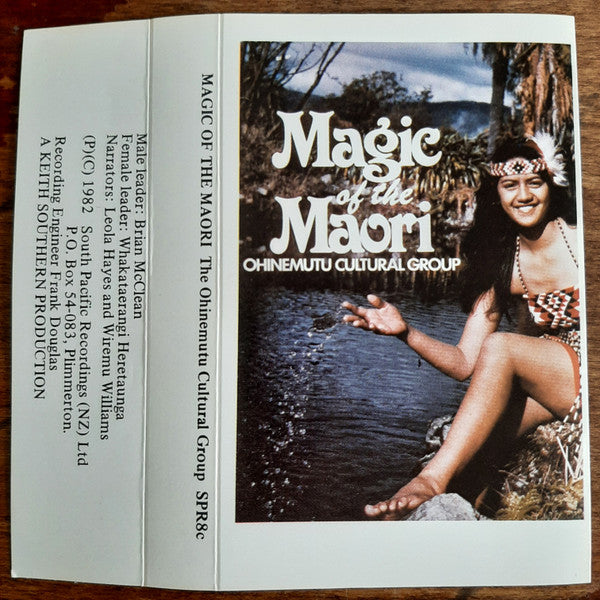 Magic
of the
Maori
OHINEMUTU CULTURAL GROUP
MAGIC OF THE MAORI The Ohinemutu Cultural Group SPR8c
Male leader: Brian McClean
Female leader: Whakataerangi Heretaunga
Narrators: Leola Hayes and Wiremu Williams
(P)(C) 1982 South Pacific Recordings (NZ) Ltd
P.O. Box 54-083, Plimmerton.
Recording Engineer Frank Douglas
A KEITH SOUTHERN PRODUCTION